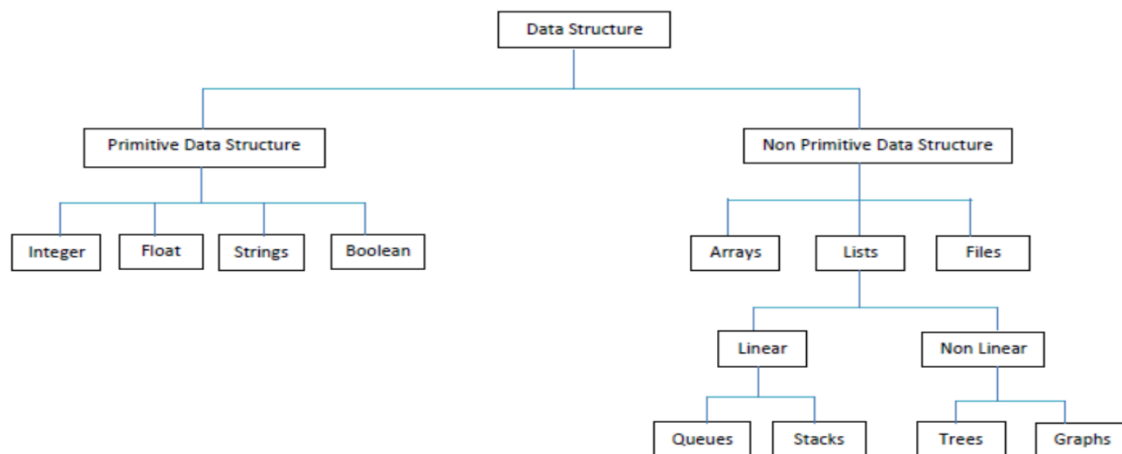 Data Structure
Primitive Data Structure
Non Primitive Data Structure
Integer
Float
Strings
Boolean
Arrays
Lists
Files
Linear
Non Linear
Queues
Stacks
Trees
Graphs